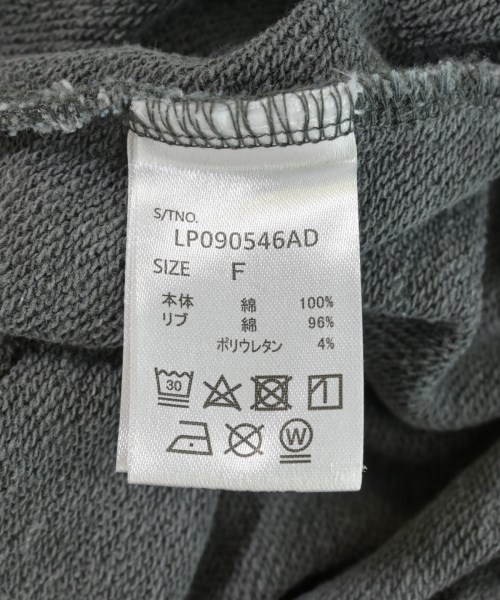 S/TNO.
LP090546AD
SIZE F
本体 綿 100%
リブ 綿 96%
ポリウレタン 4%
30
W